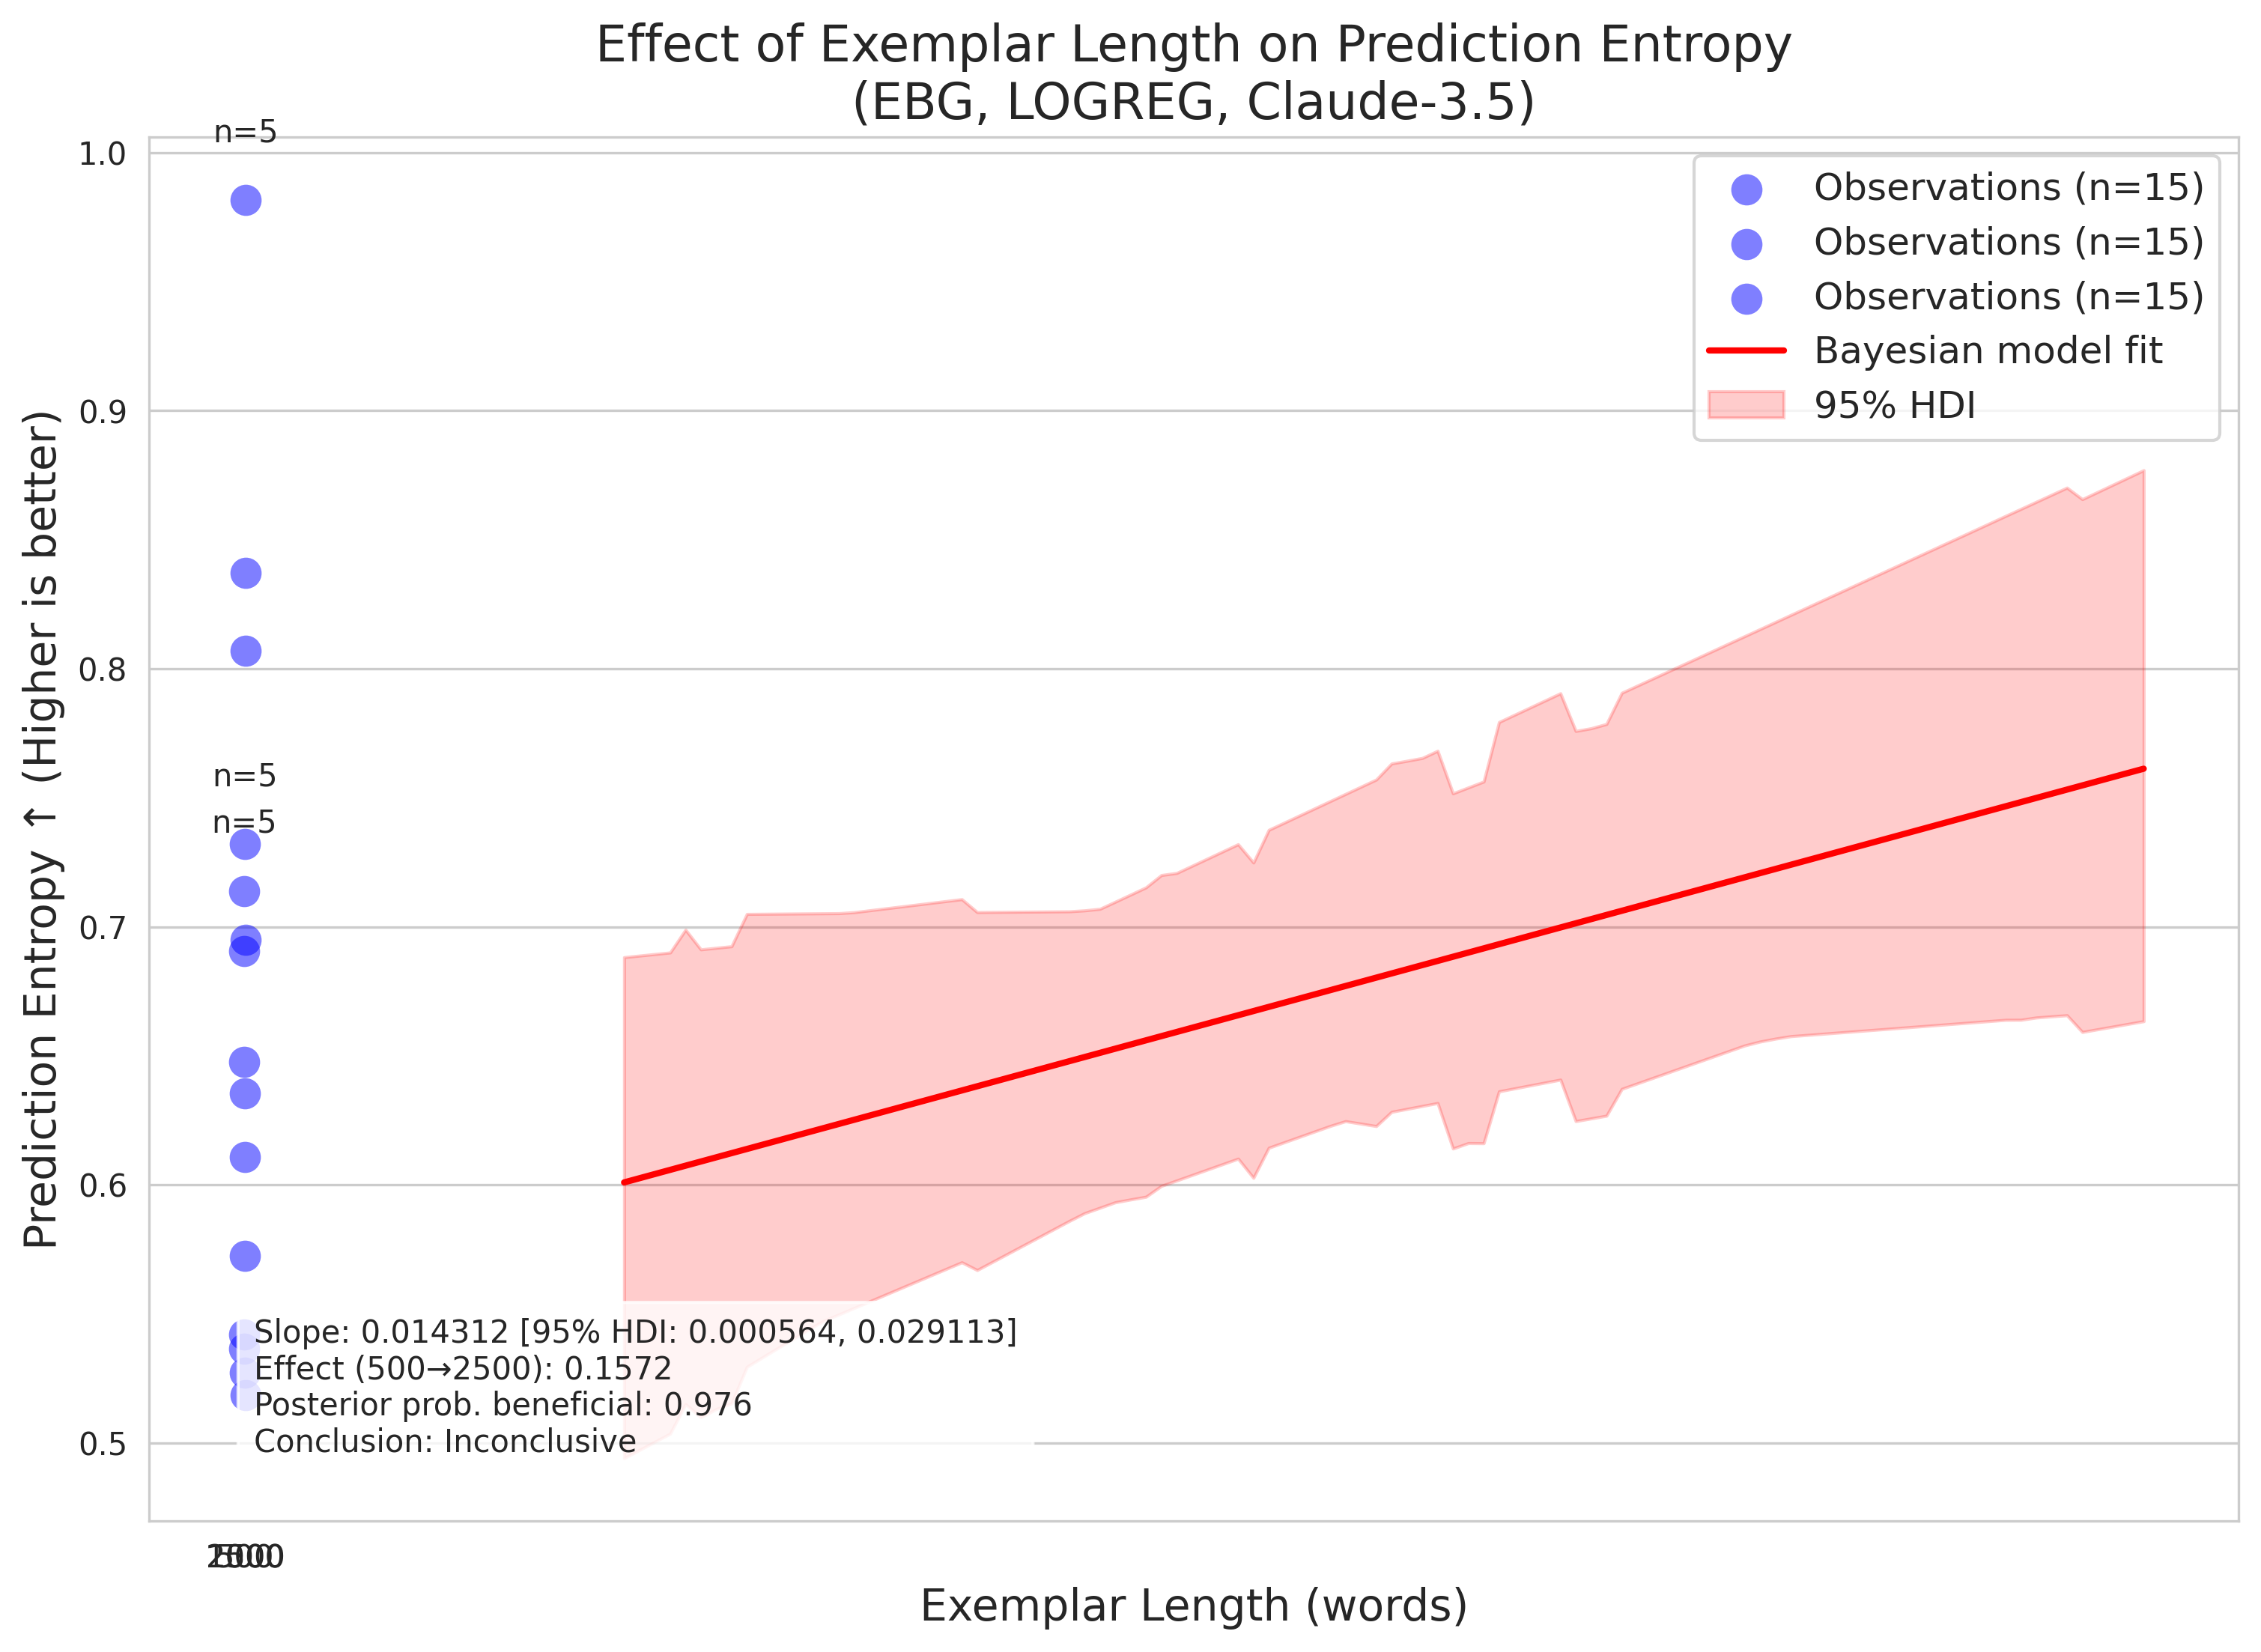 Effect of Exemplar Length on Prediction Entropy
(EBG, LOGREG, Claude-3.5)
n=5
1.0
Observations (n=15)
Observations (n=15)
Observations (n=15)
Bayesian model fit
95% HDI
0.9
0.8
n=5
n=5
0.7
0.6
0.5
Prediction Entropy ↑ (Higher is better)
Slope: 0.014312 [95% HDI: 0.000564, 0.029113]
Effect (500→2500): 0.1572
Posterior prob. beneficial: 0.976
Conclusion: Inconclusive
Exemplar Length (words)